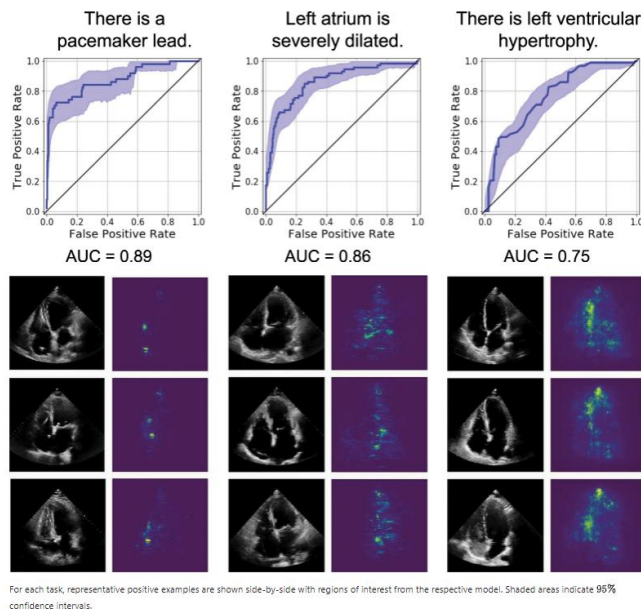 There is a
pacemaker lead.
Left atrium is
severely dilated.
There is left ventricular
hypertrophy.
True Positive Rate
1.0
0.8
0.6
0.4
0.2
0.0
0.0 0.2 0.4 0.6 0.8 1.0
False Positive Rate
True Positive Rate
1.0
0.8
0.6
0.4
0.2
0.0
0.0 0.2 0.4 0.6 0.8 1.0
False Positive Rate
True Positive Rate
1.0
0.8
0.6
0.4
0.2
0.0
0.0 0.2 0.4 0.6 0.8 1.0
False Positive Rate
AUC = 0.89
AUC = 0.86
AUC = 0.75
For each task, representative positive examples are shown side-by-side with regions of interest from the respective model. Shaded areas indicate 95%
confidence intervals.